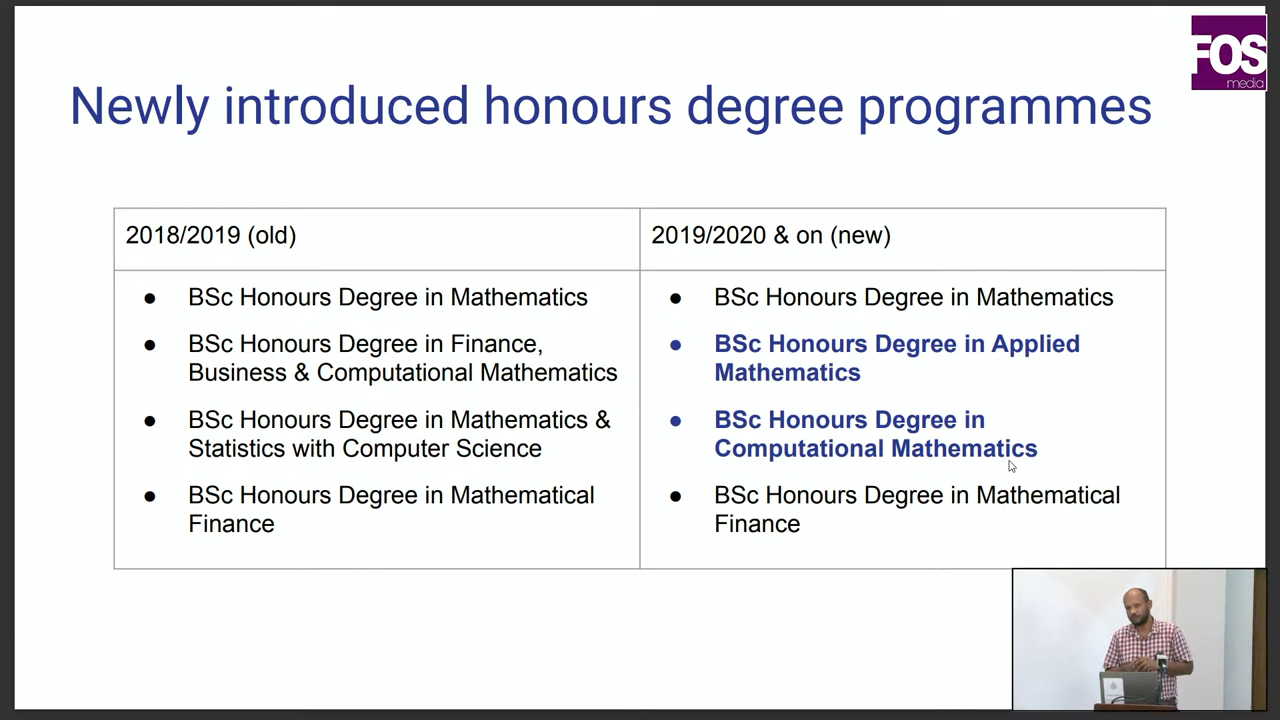 FOS
media
Newly introduced honours degree programmes
2018/2019 (old)
2019/2020 & on (new)
● BSc Honours Degree in Mathematics
● BSc Honours Degree in Finance,
Business & Computational Mathematics
● BSc Honours Degree in Mathematics &
Statistics with Computer Science
● BSc Honours Degree in Mathematical
Finance
● BSc Honours Degree in Mathematics
● BSc Honours Degree in Applied
Mathematics
● BSc Honours Degree in
Computational Mathematics
● BSc Honours Degree in Mathematical
Finance